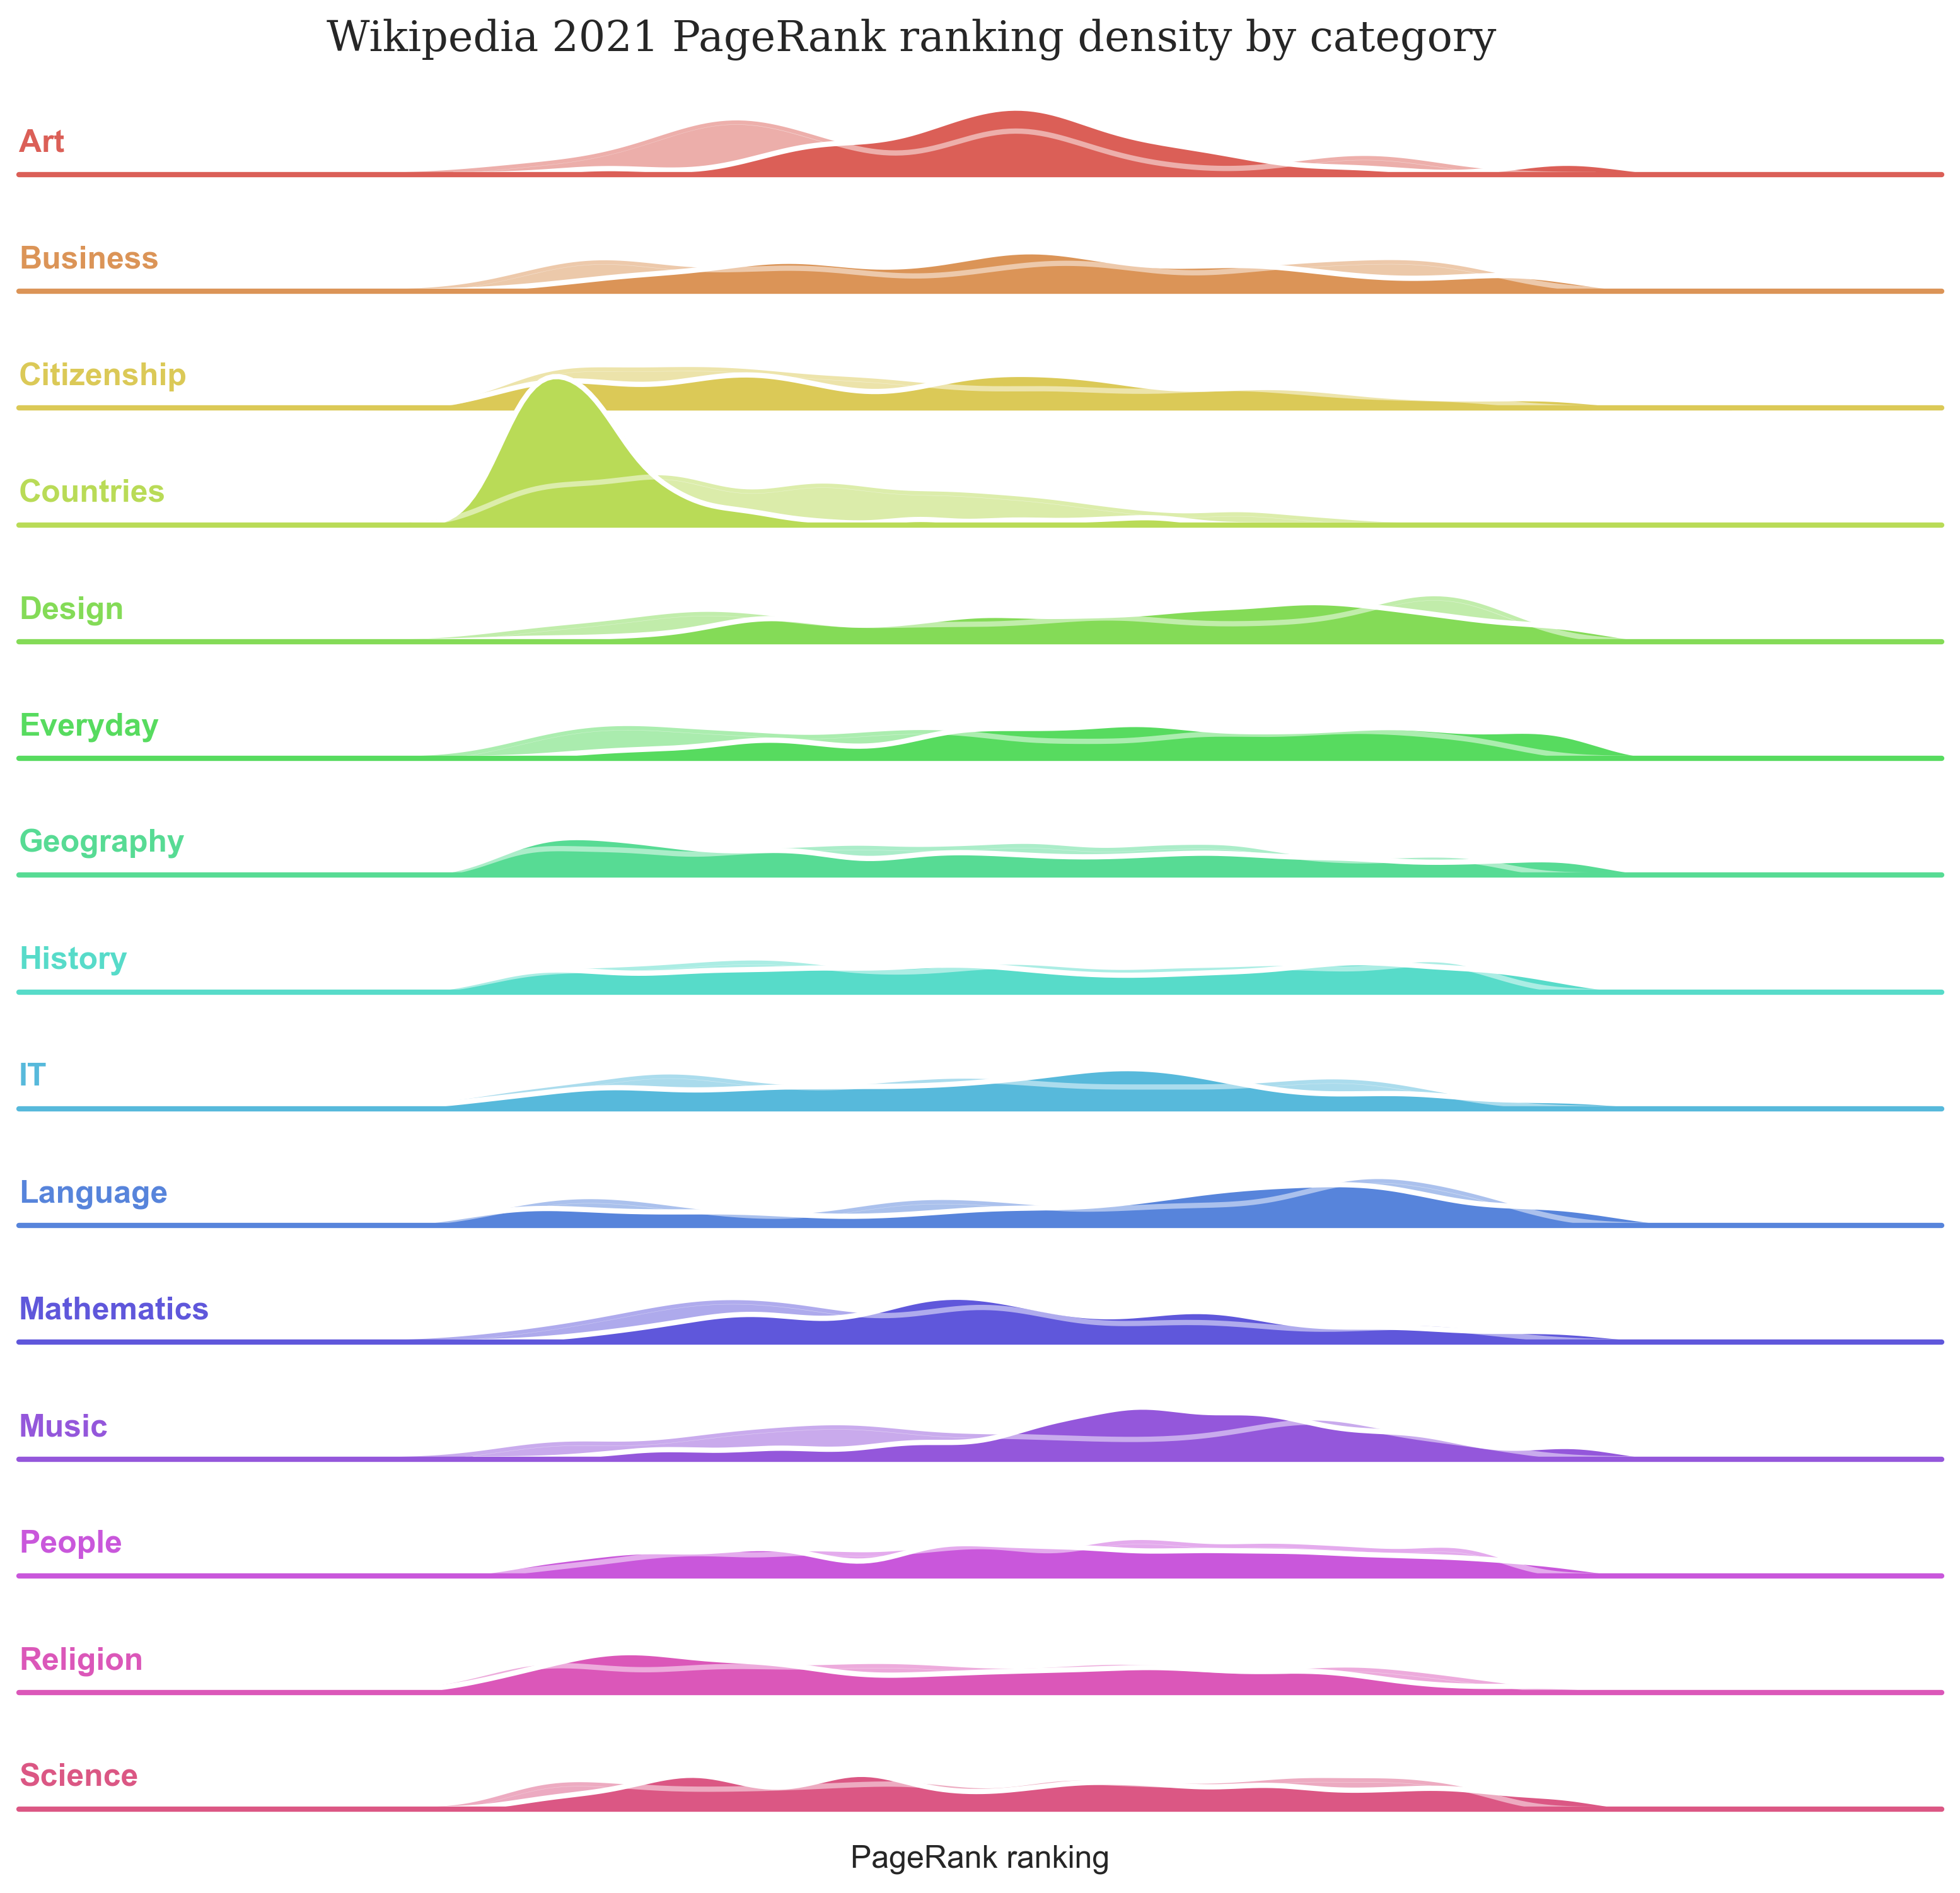 Wikipedia 2021 PageRank ranking density by category
Art
Business
Citizenship
Countries
Design
Everyday
Geography
History
IT
Language
Mathematics
Music
People
Religion
Science
PageRank ranking